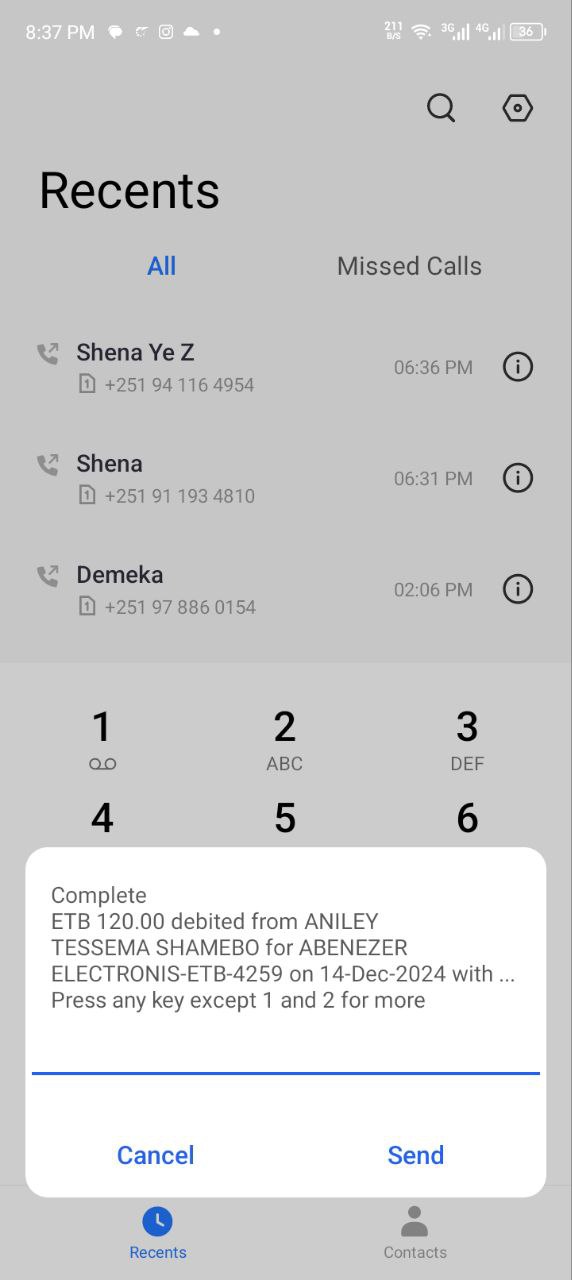 8:37 PM
211 B/S 3G 4G 36
Recents
All Missed Calls
Shena Ye Z
1 +251 94 116 4954
06:36 PM
Shena
1 +251 91 193 4810
06:31 PM
Demeka
1 +251 97 886 0154
02:06 PM
1 2 3
ABC DEF
4 5 6
Complete
ETB 120.00 debited from ANILEY
TESSEMA SHAMEBO for ABENEZER
ELECTRONIS-ETB-4259 on 14-Dec-2024 with ...
Press any key except 1 and 2 for more
Cancel Send
Recents Contacts